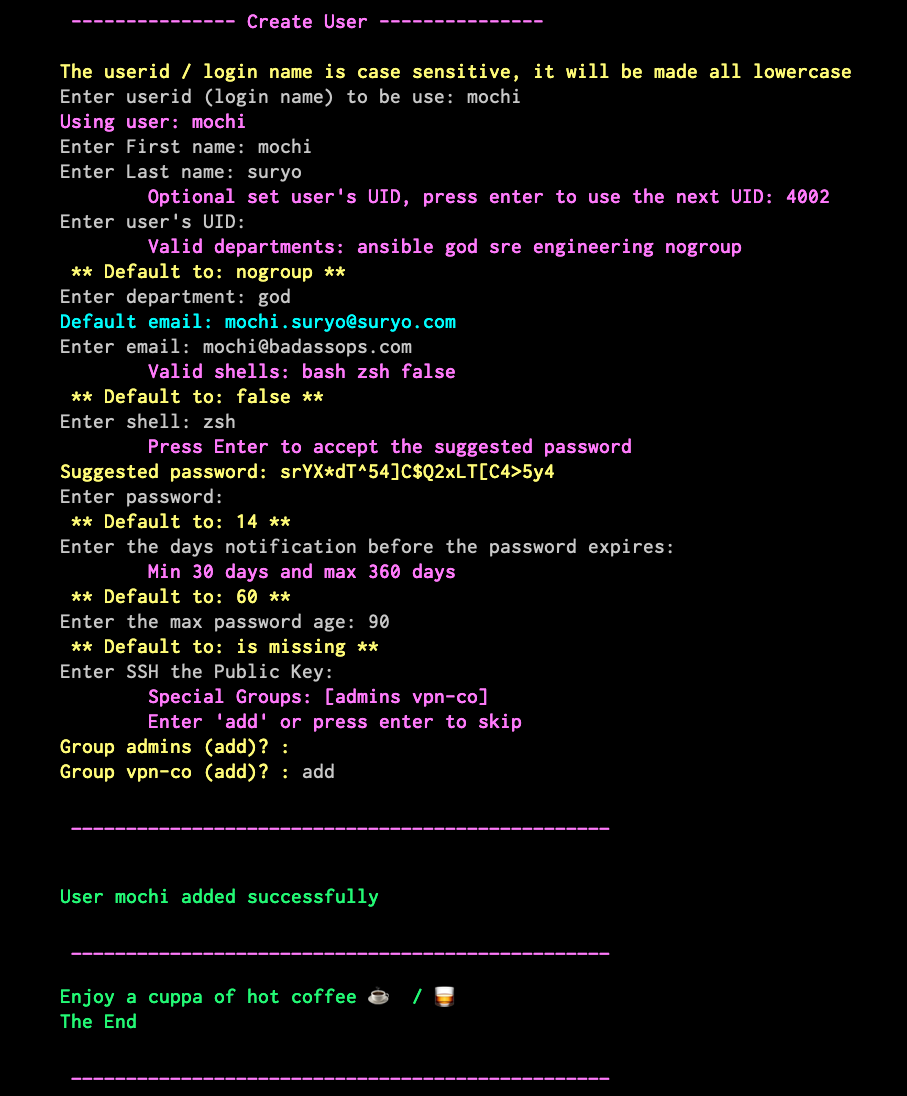 --------------- Create User ---------------
The userid / login name is case sensitive, it will be made all lowercase
Enter userid (login name) to be use: mochi
Using user: mochi
Enter First name: mochi
Enter Last name: suryo
Optional set user's UID, press enter to use the next UID: 4002
Enter user's UID:
Valid departments: ansible god sre engineering nogroup
** Default to: nogroup **
Enter department: god
Default email: mochi.suryo@suryo.com
Enter email: mochi@badassops.com
Valid shells: bash zsh false
** Default to: false **
Enter shell: zsh
Press Enter to accept the suggested password
Suggested password: srYX*dT^54]C$Q2xLT[C4>5y4
Enter password:
** Default to: 14 **
Enter the days notification before the password expires:
Min 30 days and max 360 days
** Default to: 60 **
Enter the max password age: 90
** Default to: is missing **
Enter SSH the Public Key:
Special Groups: [admins vpn-co]
Enter 'add' or press enter to skip
Group admins (add)? :
Group vpn-co (add)? : add
_________________________________________________
User mochi added successfully
_________________________________________________
Enjoy a cuppa of hot coffee ☕ / 🥃
The End
_________________________________________________